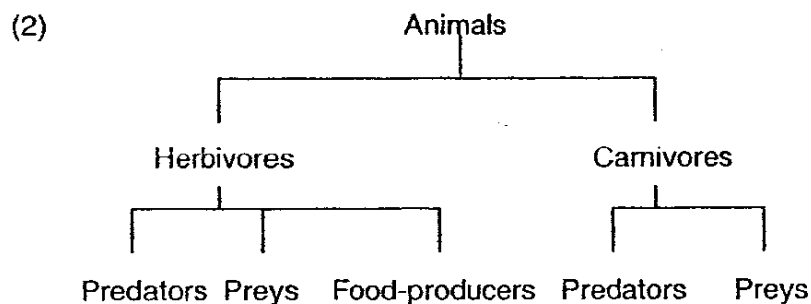 (2) Animals
Herbivores Carnivores
Predators Preys Food-producers Predators Preys